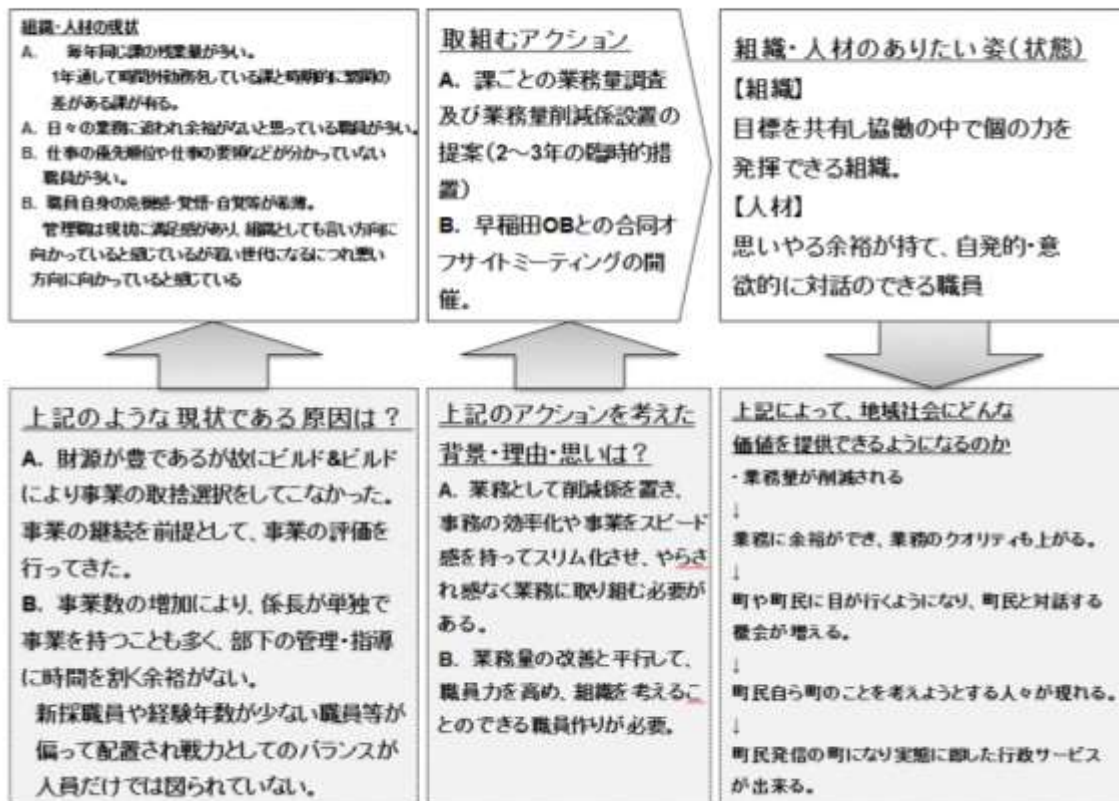 組織・人材の現状
A.　毎年同じ課の残業量が多い。
1年通して時間外勤務をしている課と時期的に繁閑の
差がある課が有る。
A. 日々の業務に追われ余裕がないと思っている職員が多い。
B. 仕事の優先順位や仕事の要領などが分かっていない
職員が多い。
B. 職員自身の危機感・覚悟・自覚等が希薄。
管理職は現状に満足感があり、組織としても言い方向に
向かっていると感じているが若い世代になるにつれ悪い
方向に向かっていると感じている
取組むアクション
A. 課ごとの業務量調査
及び業務量削減係設置の
提案（2～3年の臨時的措
置）
B. 早稲田OBとの合同オ
フサイトミーティングの開
催。
組織・人材のありたい姿（状態）
【組織】
目標を共有し協働の中で個の力を
発揮できる組織。
【人材】
思いやる余裕が持て、自発的・意
欲的に対話のできる職員
上記のような現状である原因は？
A. 財源が豊であるが故にビルド&ビルド
により事業の取捨選択をしてこなかった。
事業の継続を前提として、事業の評価を
行ってきた。
B. 事業数の増加により、係長が単独で
事業を持つことも多く、部下の管理・指導
に時間を割く余裕がない。
新採職員や経験年数が少ない職員等が
偏って配置され戦力としてのバランスが
人員だけでは図られていない。
上記のアクションを考えた
背景・理由・思いは？
A. 業務として削減係を置き、
事務の効率化や事業をスピード
感を持ってスリム化させ、やらさ
れ感なく業務に取り組む必要が
ある。
B. 業務量の改善と平行して、
職員力を高め、組織を考えるこ
とのできる職員作りが必要。
上記によって、地域社会にどんな
価値を提供できるようになるのか
・業務量が削減される
↓
業務に余裕ができ、業務のクオリティも上がる。
↓
町や町民に目が行くようになり、町民と対話する
機会が増える。
↓
町民自ら町のことを考えようとする人々が現れる。
↓
町民発信の町になり実態に即した行政サービス
が出来る。